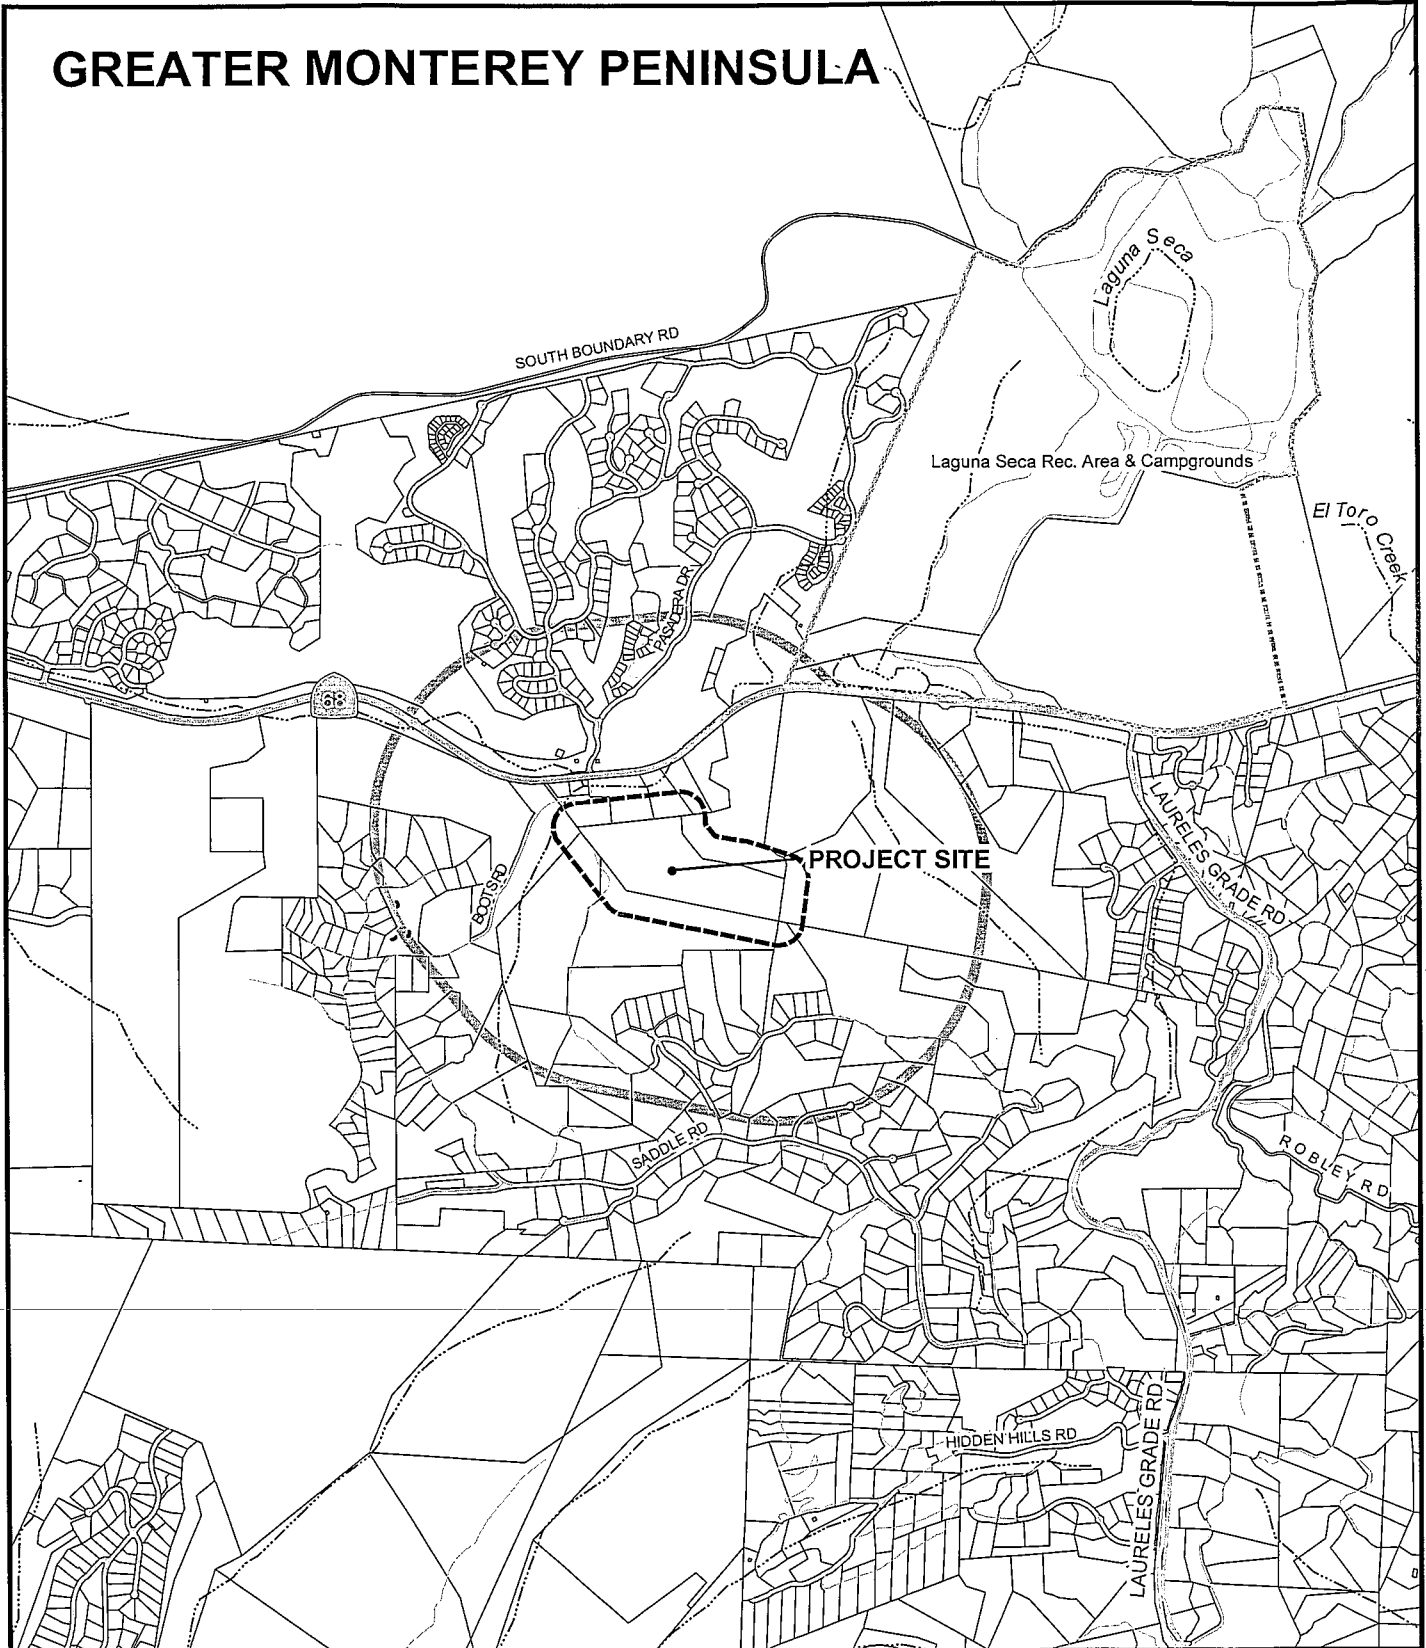 GREATER MONTEREY PENINSULA
Laguna Seca
SOUTH BOUNDARY RD
Laguna Seca Rec. Area & Campgrounds
El Toro Creek
PASADERA DR
68
LAURELES GRADE RD
PROJECT SITE
BOOTS RD
SADDLE RD
ROBLEY RD
HIDDEN HILLS RD
LAURELES GRADE RD